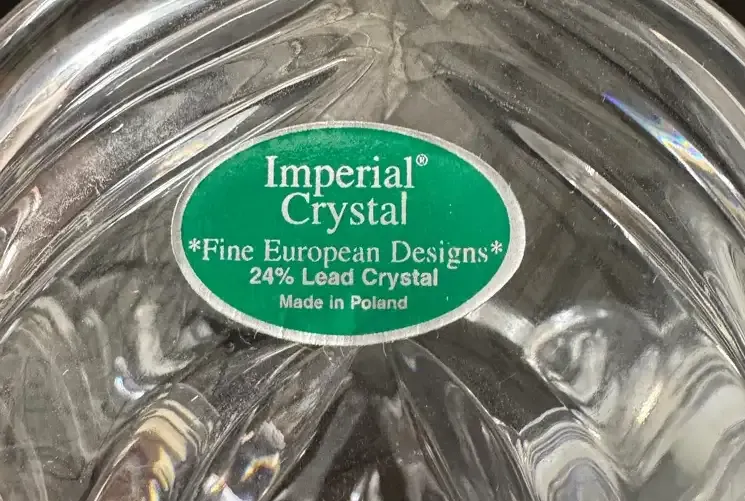 Imperial®
Crystal
*Fine European Designs*
24% Lead Crystal
Made in Poland